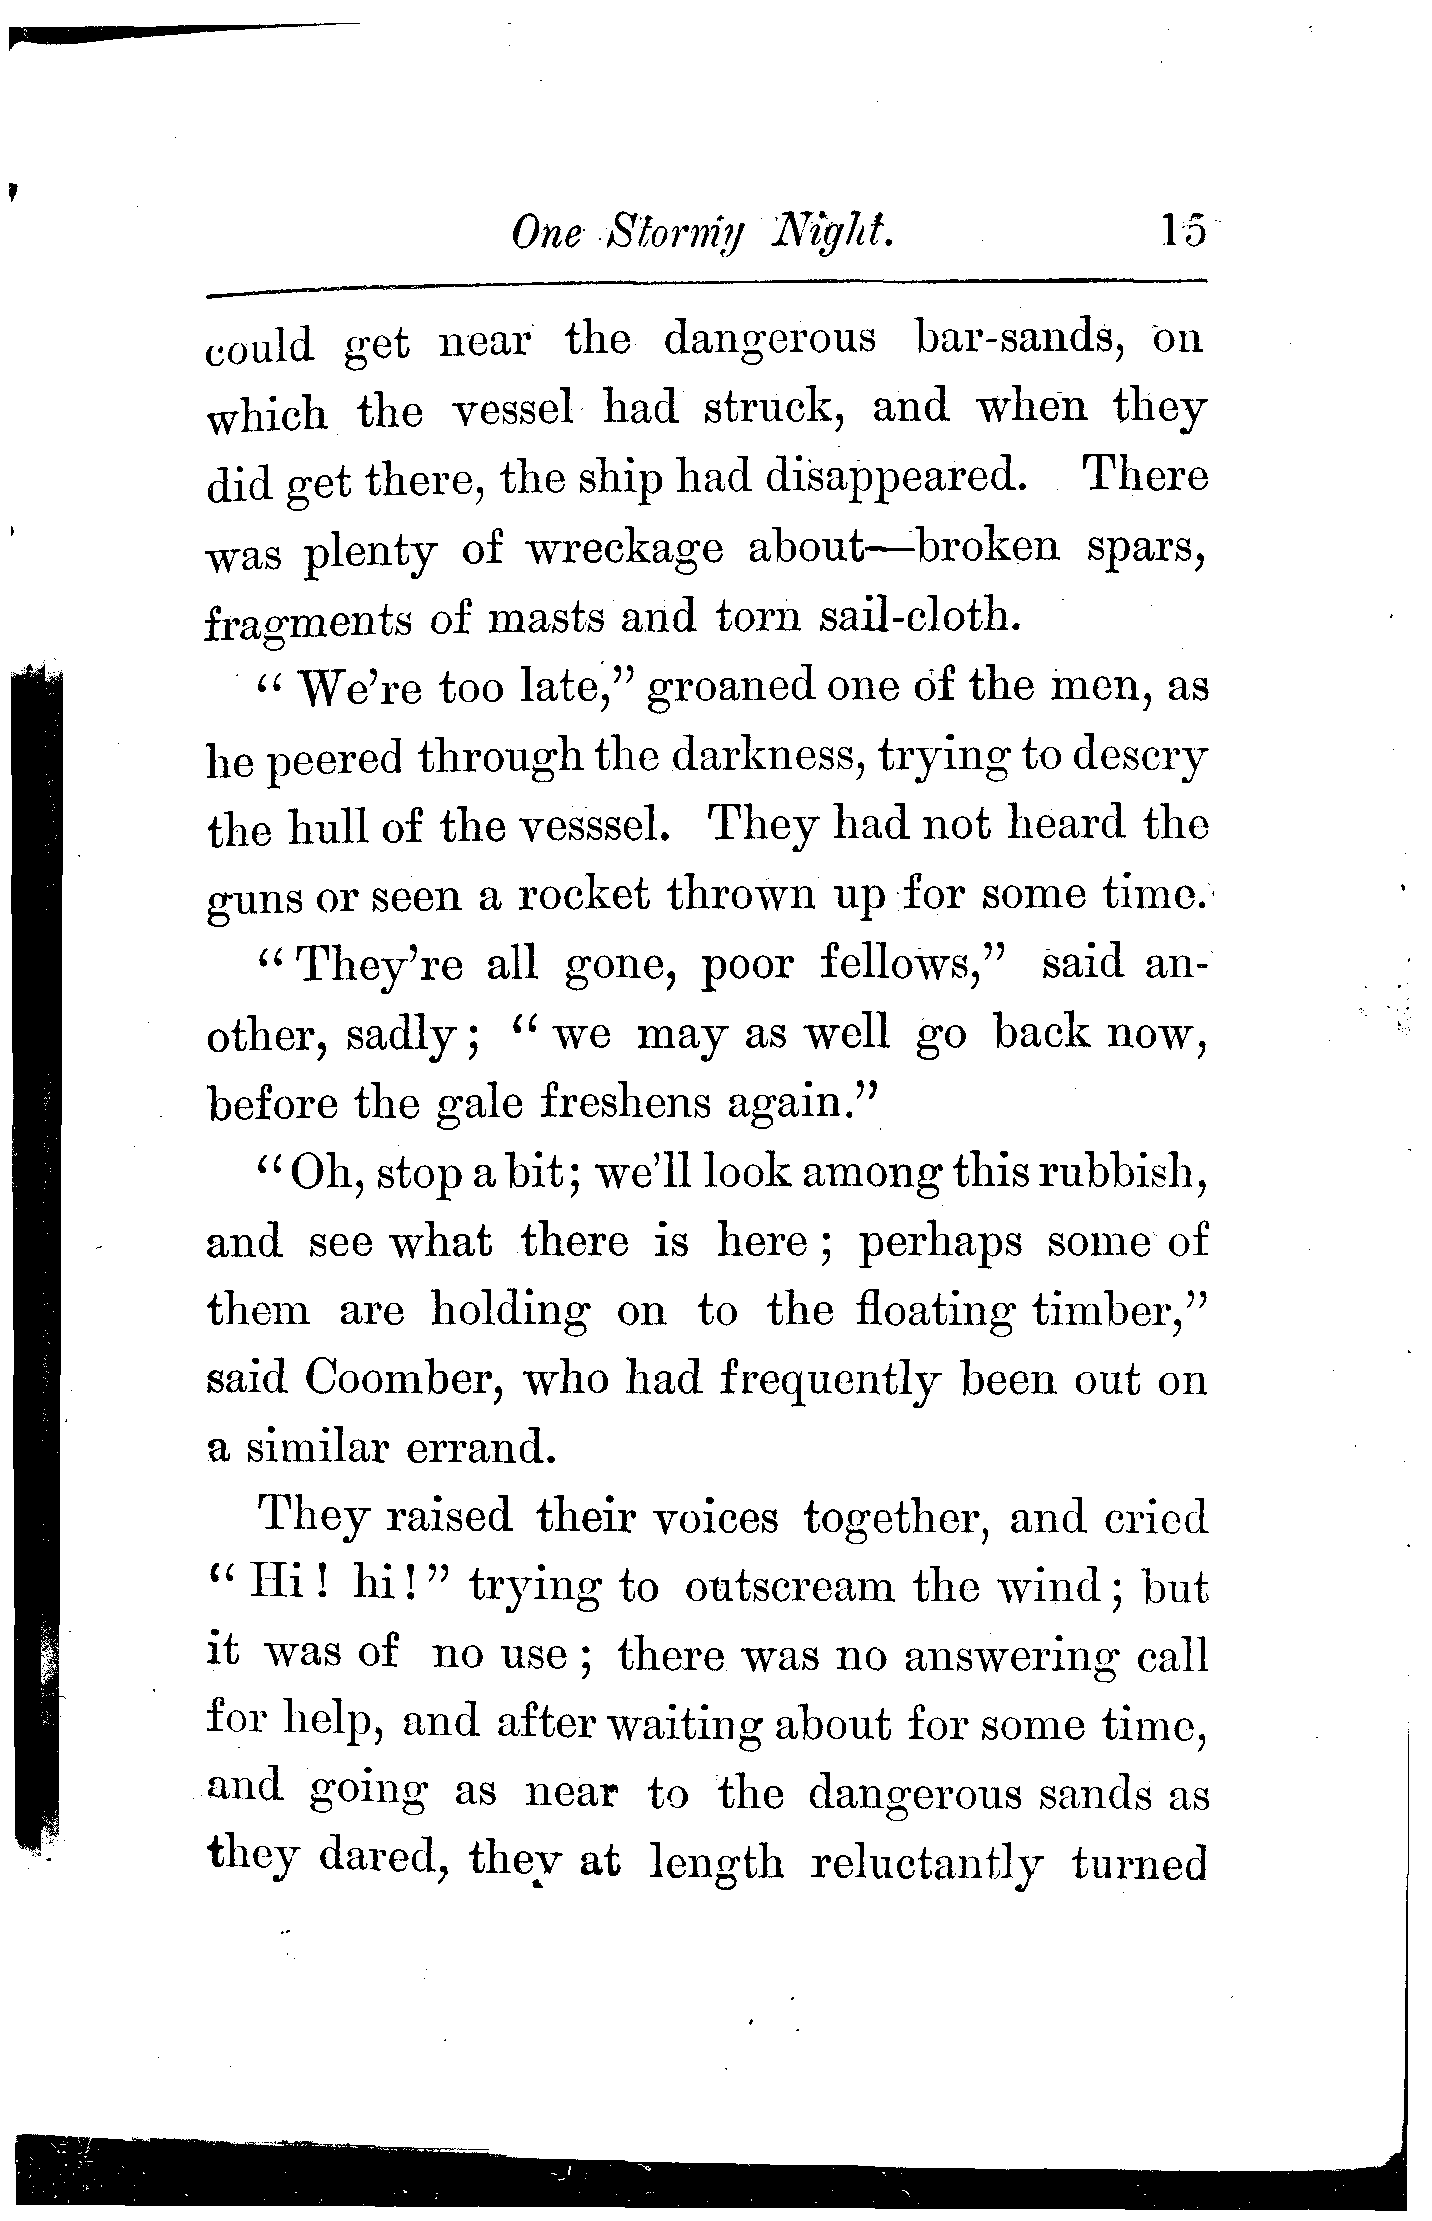 One Stormy Night. 15
could get near the dangerous bar-sands, on
which the vessel had struck, and when they
did get there, the ship had disappeared. There
was plenty of wreckage about—broken spars,
fragments of masts and torn sail-cloth.
“We’re too late,” groaned one of the men, as
he peered through the darkness, trying to descry
the hull of the vesssel. They had not heard the
guns or seen a rocket thrown up for some time.
“They’re all gone, poor fellows,” said an-
other, sadly; “we may as well go back now,
before the gale freshens again.”
“Oh, stop a bit; we’ll look among this rubbish,
and see what there is here; perhaps some of
them are holding on to the floating timber,”
said Coomber, who had frequently been out on
a similar errand.
They raised their voices together, and cried
“Hi! hi!” trying to outscream the wind; but
it was of no use; there was no answering call
for help, and after waiting about for some time,
and going as near to the dangerous sands as
they dared, they at length reluctantly turned